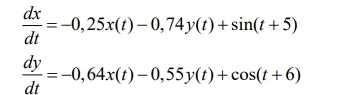 dx/dt = −0,25x(t) − 0,74y(t) + sin(t + 5)
dy/dt = −0,64x(t) − 0,55y(t) + cos(t + 6)